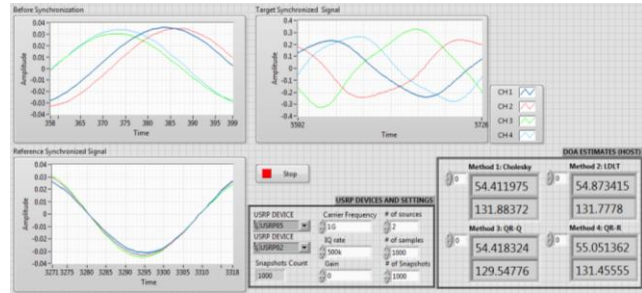 Before Synchronization
Amplitude
0.04
0.03
0.02
0.01
0
-0.01
-0.02
-0.03
-0.04
358 365 370 375 380 385 390 395 399
Time
Target Synchronized Signal
Amplitude
0.4
0.3
0.2
0.1
0
-0.1
-0.2
-0.3
-0.4
5592 5726
Time
CH 1
CH 2
CH 3
CH 4
Reference Synchronized Signal
Amplitude
0.04
0.03
0.02
0.01
0
-0.01
-0.02
-0.03
-0.04
3271 3275 3280 3285 3290 3295 3300 3305 3310 3318
Time
Stop
USRP DEVICES AND SETTINGS
USRP DEVICE Carrier Frequency # of sources
USRP05 1G 2
USRP DEVICE IQ rate # of samples
USRP02 500k 1000
Snapshots Count Gain # of Snapshots
1000 0 1000
DOA ESTIMATES (HOST)
Method 1: Cholesky Method 2: LDLT
0 54.411975 0 54.873415
131.88372 131.7778
Method 3: QR-Q Method 4: QR-R
0 54.418324 0 55.051362
129.54776 131.45555